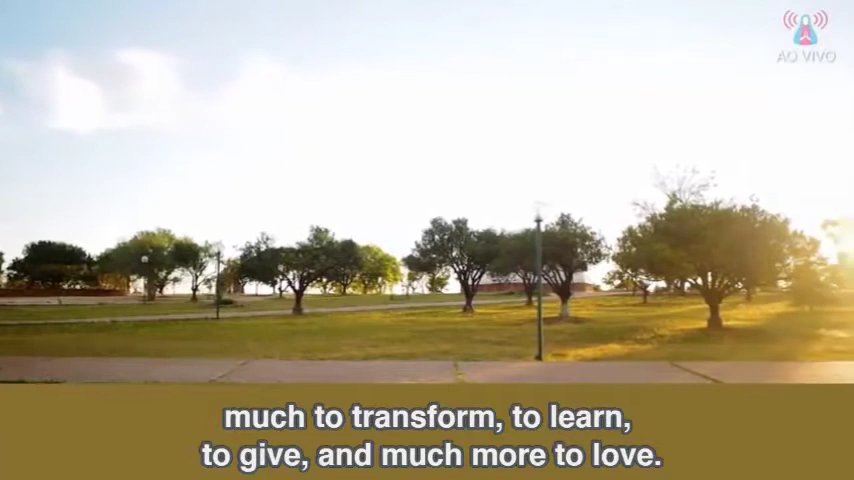 AO VIVO
much to transform, to learn,
to give, and much more to love.